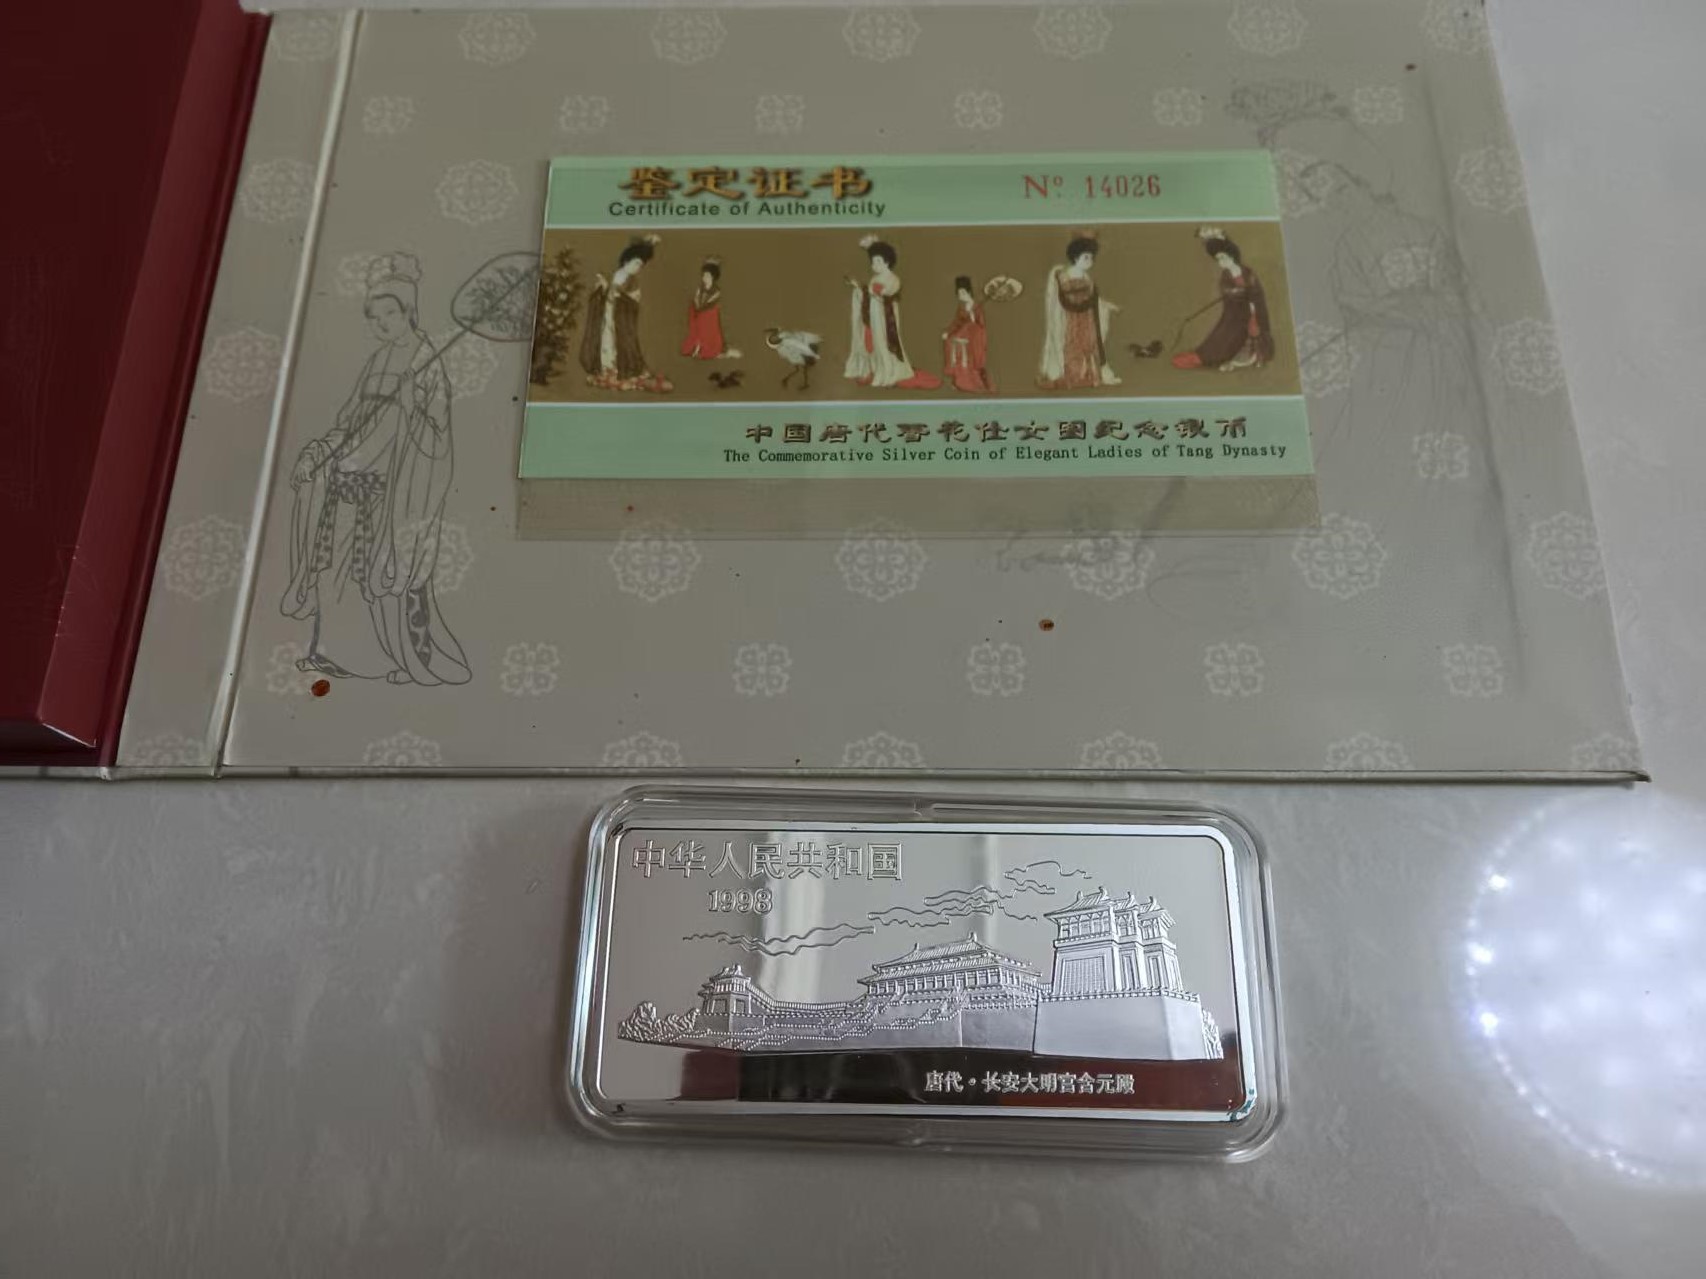 鉴定证书
Certificate of Authenticity
Nº 14026
中国唐代簪花仕女图纪念银币
The Commemorative Silver Coin of Elegant Ladies of Tang Dynasty
中华人民共和国
1998
唐代·长安大明宫含元殿